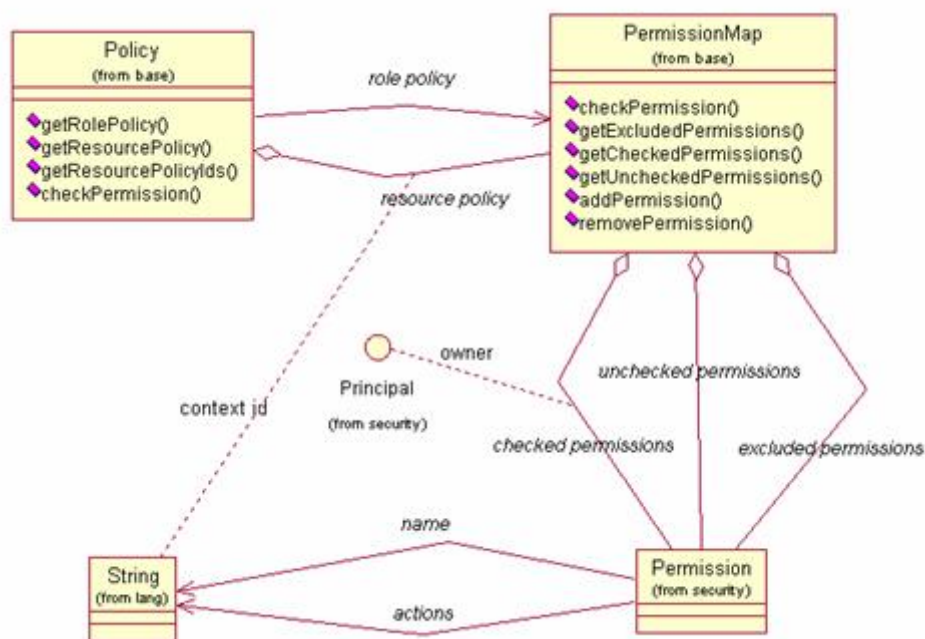 Policy
(from base)
getRolePolicy()
getResourcePolicy()
getResourcePolicyIds()
checkPermission()
role policy
resource policy
PermissionMap
(from base)
checkPermission()
getExcludedPermissions()
getCheckedPermissions()
getUncheckedPermissions()
addPermission()
removePermission()
owner
Principal
(from security)
context id
unchecked permissions
checked permissions
excluded permissions
name
actions
String
(from lang)
Permission
(from security)